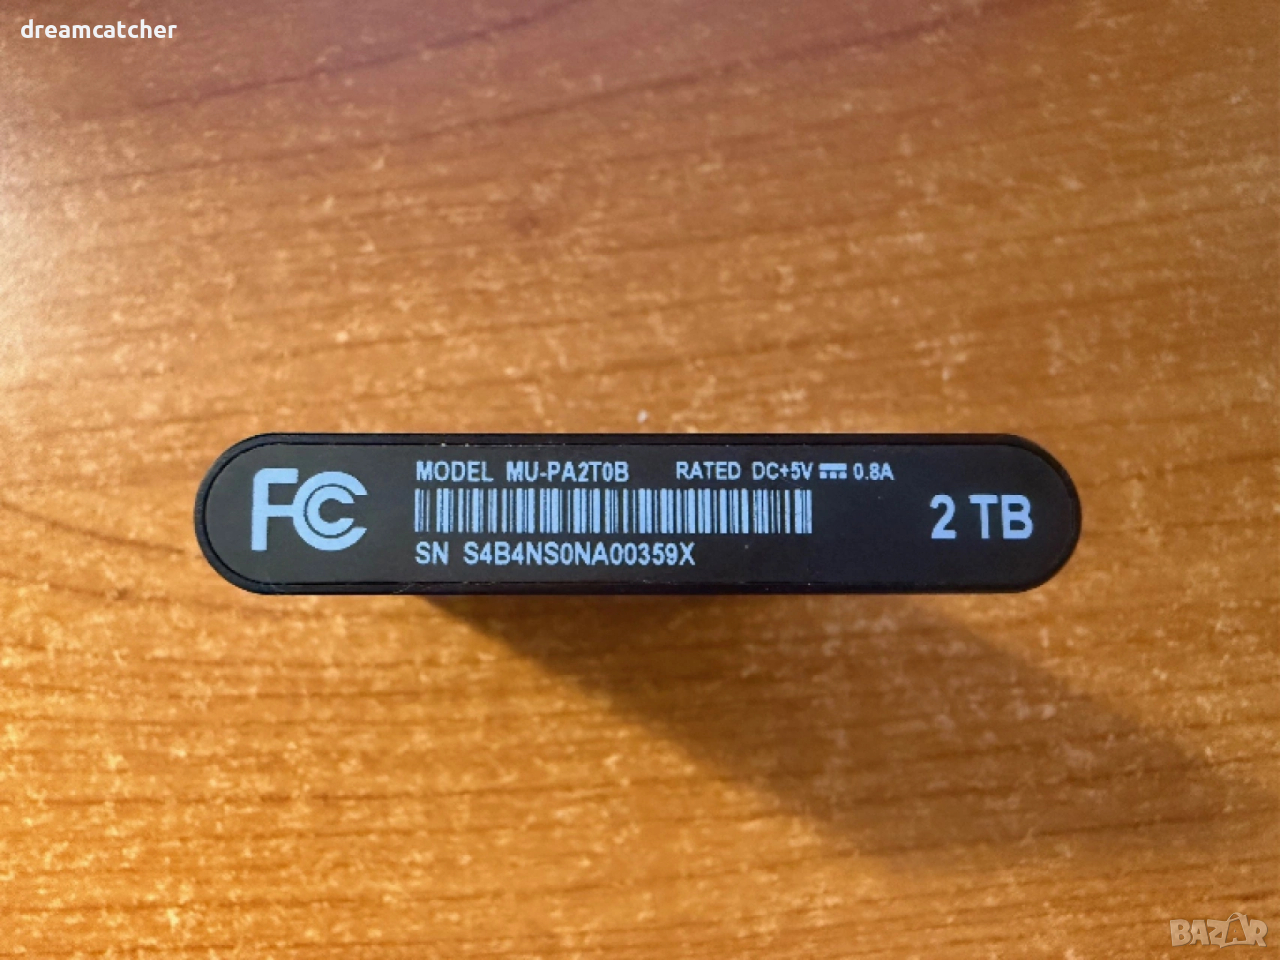 dreamcatcher
FC
MODEL MU-PA2T0B RATED DC+5V 0.8A
SN S4B4NS0NA00359X
2 TB
BAZAR